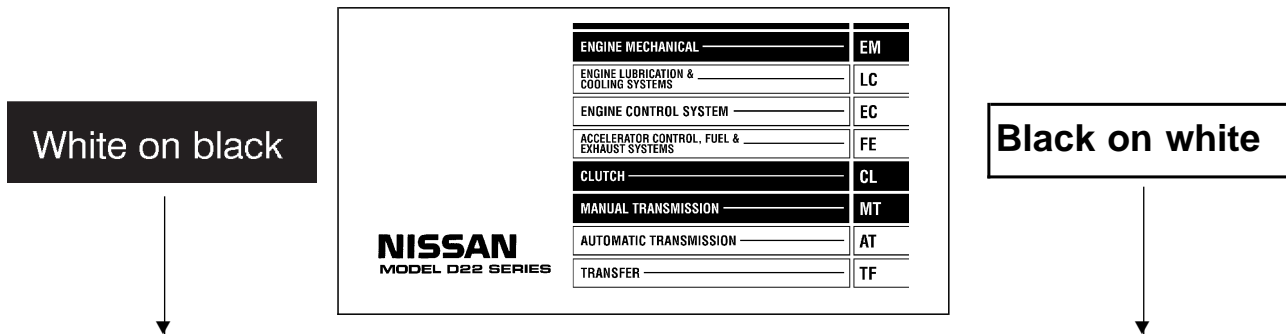 White on black
NISSAN
MODEL D22 SERIES
ENGINE MECHANICAL EM
ENGINE LUBRICATION &
COOLING SYSTEMS LC
ENGINE CONTROL SYSTEM EC
ACCELERATOR CONTROL, FUEL &
EXHAUST SYSTEMS FE
CLUTCH CL
MANUAL TRANSMISSION MT
AUTOMATIC TRANSMISSION AT
TRANSFER TF
Black on white